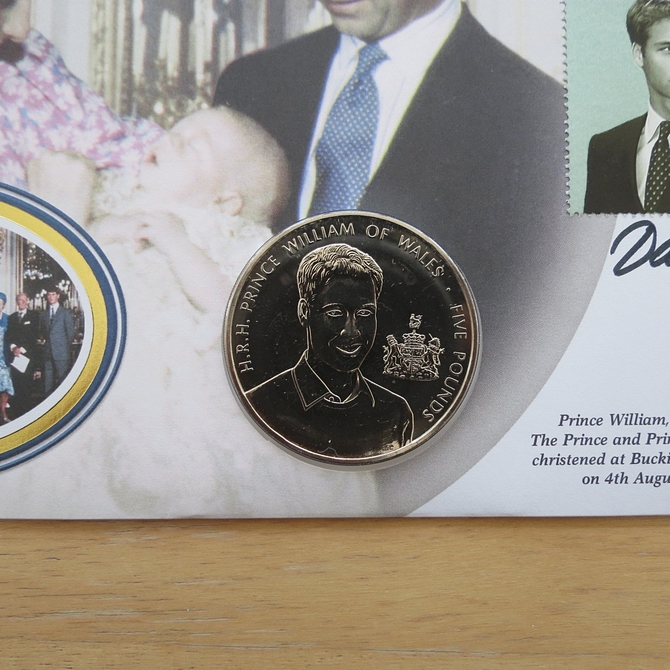 H.R.H. PRINCE WILLIAM OF WALES · FIVE POUNDS
Prince William,
The Prince and Prin
christened at Bucki
on 4th Augu